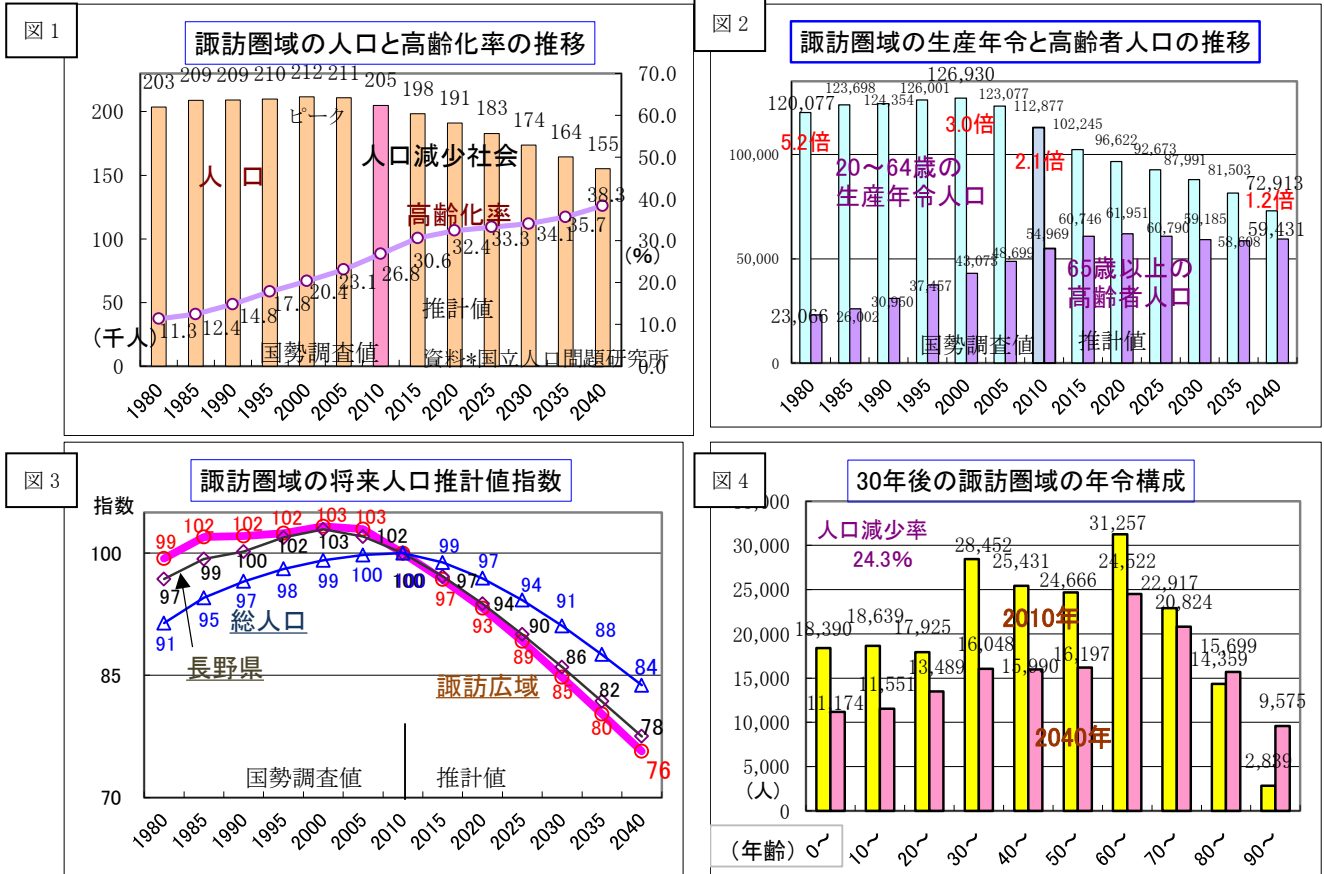 図1
諏訪圏域の人口と高齢化率の推移
203 209 209 210 212 211 205 198 191 183 174 164 155
ピーク
人口減少社会
人 口
高齢化率
11.3 12.4 14.8 17.8 20.4 23.1 26.8 30.6 32.4 33.3 34.1 35.7 38.3
推計値
国勢調査値
資料*国立人口問題研究所
(千人)
(%)
200
150
100
50
0
70.0
60.0
50.0
40.0
30.0
20.0
10.0
0.0
1980 1985 1990 1995 2000 2005 2010 2015 2020 2025 2030 2035 2040
図2
諏訪圏域の生産年令と高齢者人口の推移
120,077 123,698 124,354 126,001 126,930 123,077 112,877 102,245 96,622 92,673 87,991 81,503 72,913
5.2倍
3.0倍
2.1倍
1.2倍
20～64歳の
生産年令人口
23,066 26,002 30,950 37,457 43,073 48,699 54,969 60,746 61,951 60,790 59,185 58,608 59,431
65歳以上の
高齢者人口
国勢調査値
推計値
100,000
50,000
0
1980 1985 1990 1995 2000 2005 2010 2015 2020 2025 2030 2035 2040
図3
諏訪圏域の将来人口推計値指数
指数
100
85
70
99 102 102 102 103 103 100 97 93 89 85 80 76
97 99 100 102 103 102 100 97 94 90 86 82 78
91 95 97 98 99 100 100 99 97 94 91 88 84
総人口
長野県
諏訪広域
国勢調査値
推計値
1980 1985 1990 1995 2000 2005 2010 2015 2020 2025 2030 2035 2040
図4
30年後の諏訪圏域の年令構成
人口減少率
24.3%
30,000
25,000
20,000
15,000
10,000
5,000
0
(人)
18,390 18,639 17,925 28,452 25,431 24,666 31,257 22,917 14,359 2,839
11,174 11,551 13,489 16,048 15,990 16,197 24,522 20,824 15,699 9,575
2010年
2040年
(年齢)
0～ 10～ 20～ 30～ 40～ 50～ 60～ 70～ 80～ 90～